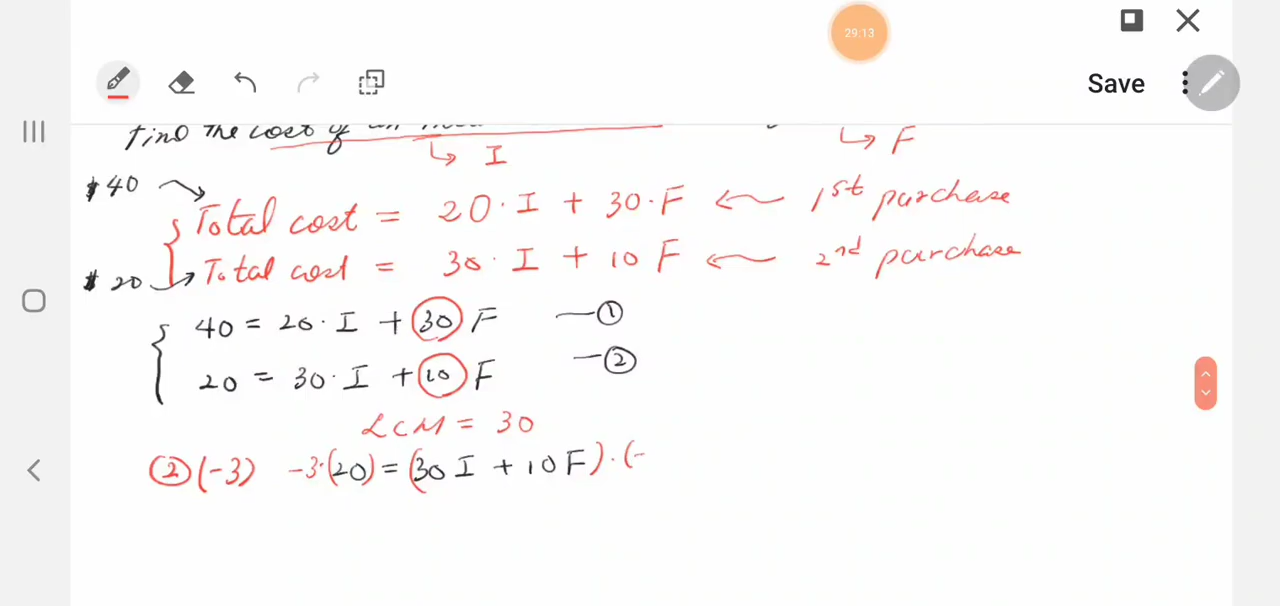 29:13
Save
find the cost of an
↳ I
↳ F
$40
Total cost = 20·I + 30·F ← 1st purchase
$20 Total cost = 30·I + 10 F ← 2nd purchase
40 = 20·I + 30 F —①
20 = 30·I + 10 F —②
LCM = 30
②(-3) -3·(20) = (30 I + 10 F)·(-